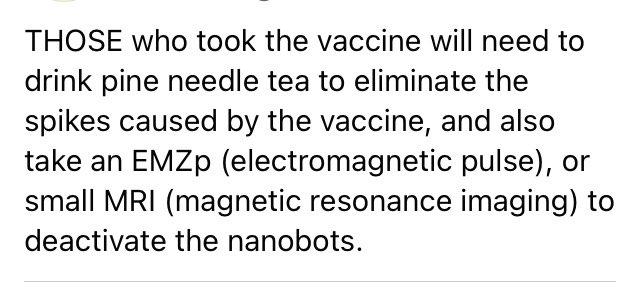 THOSE who took the vaccine will need to
drink pine needle tea to eliminate the
spikes caused by the vaccine, and also
take an EMZp (electromagnetic pulse), or
small MRI (magnetic resonance imaging) to
deactivate the nanobots.